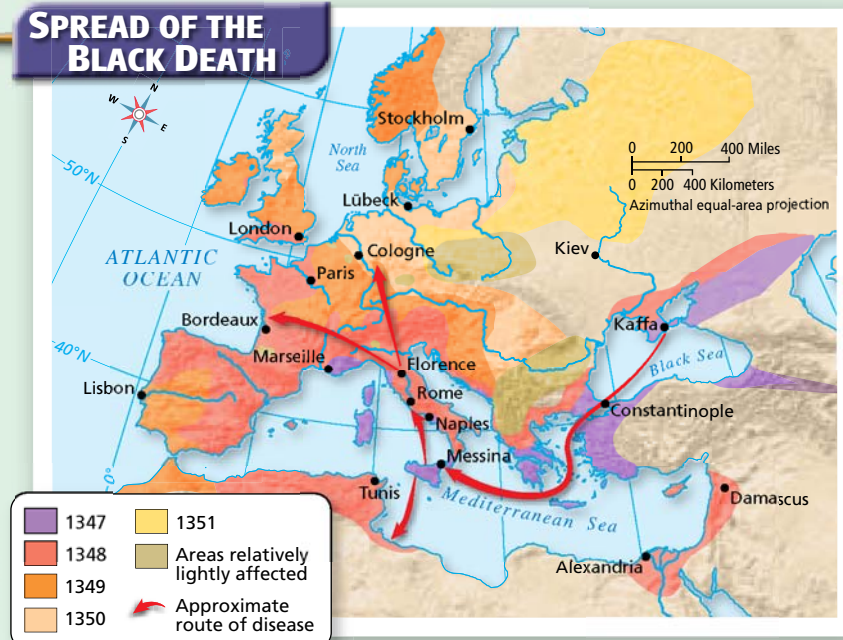 SPREAD OF THE
BLACK DEATH
N
W
E
S
50°N
40°N
0°
North
Sea
ATLANTIC
OCEAN
Stockholm
Lübeck
London
Cologne
Paris
Kiev
Bordeaux
Kaffa
Marseille
Florence
Black Sea
Lisbon
Rome
Constantinople
Naples
Messina
Tunis
Mediterranean Sea
Damascus
Alexandria
0 200 400 Miles
0 200 400 Kilometers
Azimuthal equal-area projection
1347
1348
1349
1350
1351
Areas relatively
lightly affected
Approximate
route of disease